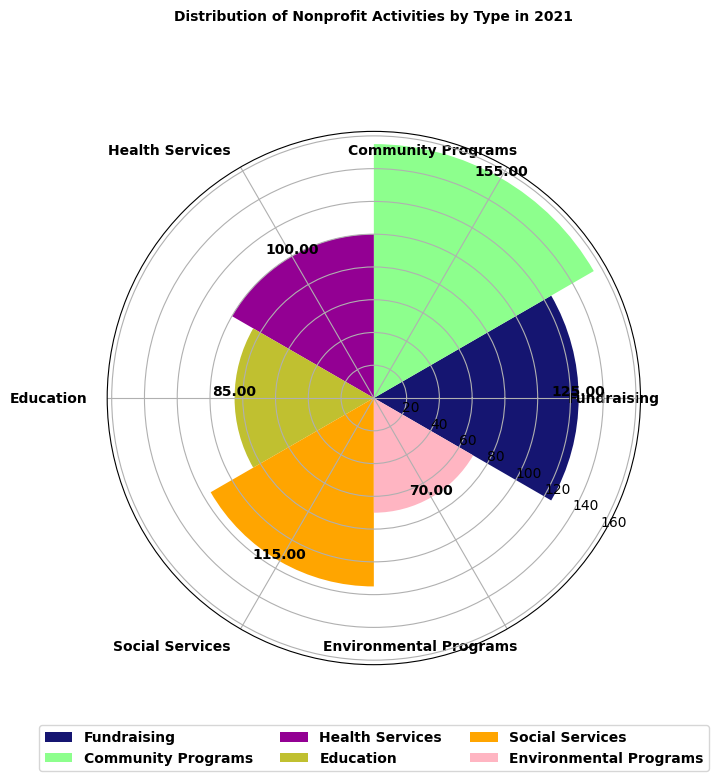 Distribution of Nonprofit Activities by Type in 2021
Health Services
Community Programs
155.00
100.00
Education
85.00
125.00
Fundraising
20
40
60
80
100
120
140
160
70.00
115.00
Social Services
Environmental Programs
Fundraising
Health Services
Social Services
Community Programs
Education
Environmental Programs